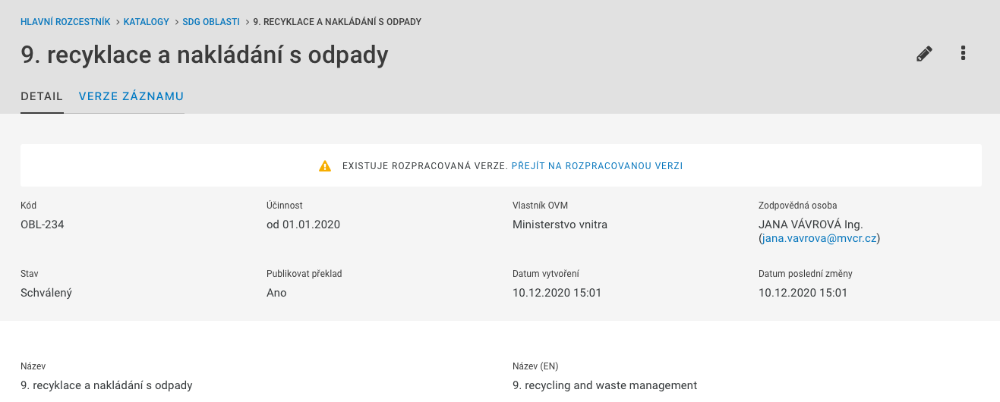 HLAVNÍ ROZCESTNÍK > KATALOGY > SDG OBLASTI > 9. RECYKLACE A NAKLÁDÁNÍ S ODPADY
9. recyklace a nakládání s odpady
DETAIL VERZE ZÁZNAMU
EXISTUJE ROZPRACOVANÁ VERZE. PŘEJÍT NA ROZPRACOVANOU VERZI
Kód Účinnost Vlastník OVM Zodpovědná osoba
OBL-234 od 01.01.2020 Ministerstvo vnitra JANA VÁVROVÁ Ing.
(jana.vavrova@mvcr.cz)
Stav Publikovat překlad Datum vytvoření Datum poslední změny
Schválený Ano 10.12.2020 15:01 10.12.2020 15:01
Název Název (EN)
9. recyklace a nakládání s odpady 9. recycling and waste management